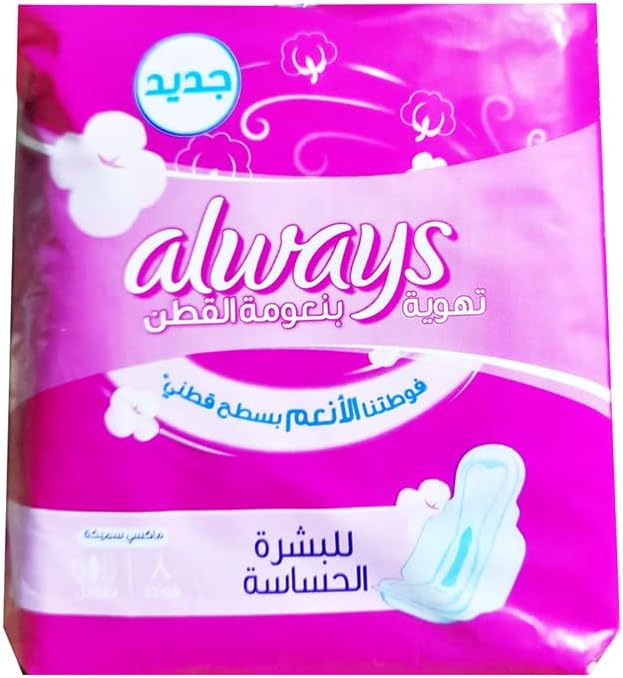 جديد
always
تهوية بنعومة القطن
فوطتنا الأنعم بسطح قطني*
ماكسي سميكة
للبشرة
الحساسة